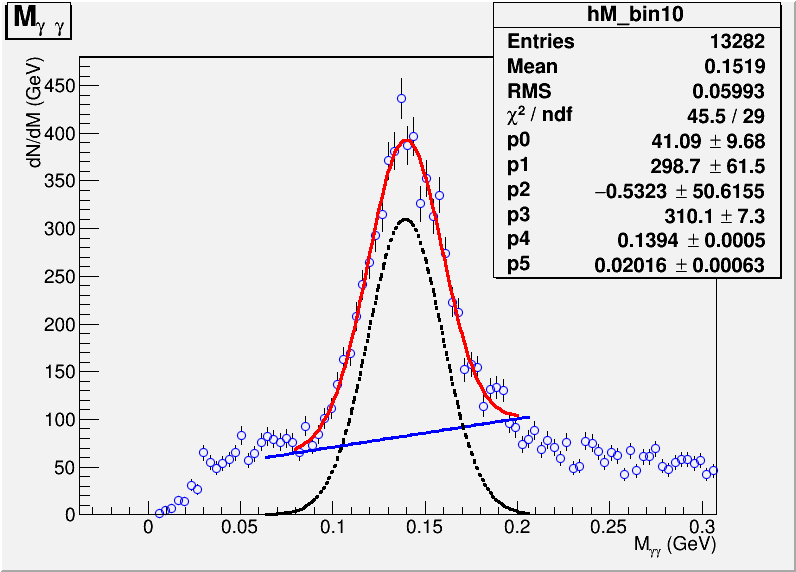 M γ γ
hM_bin10
Entries 13282
Mean 0.1519
RMS 0.05993
χ² / ndf 45.5 / 29
p0 41.09 ± 9.68
p1 298.7 ± 61.5
p2 −0.5323 ± 50.6155
p3 310.1 ± 7.3
p4 0.1394 ± 0.0005
p5 0.02016 ± 0.00063
dN/dM (GeV)
450
400
350
300
250
200
150
100
50
0
0 0.05 0.1 0.15 0.2 0.25 0.3
M γγ (GeV)